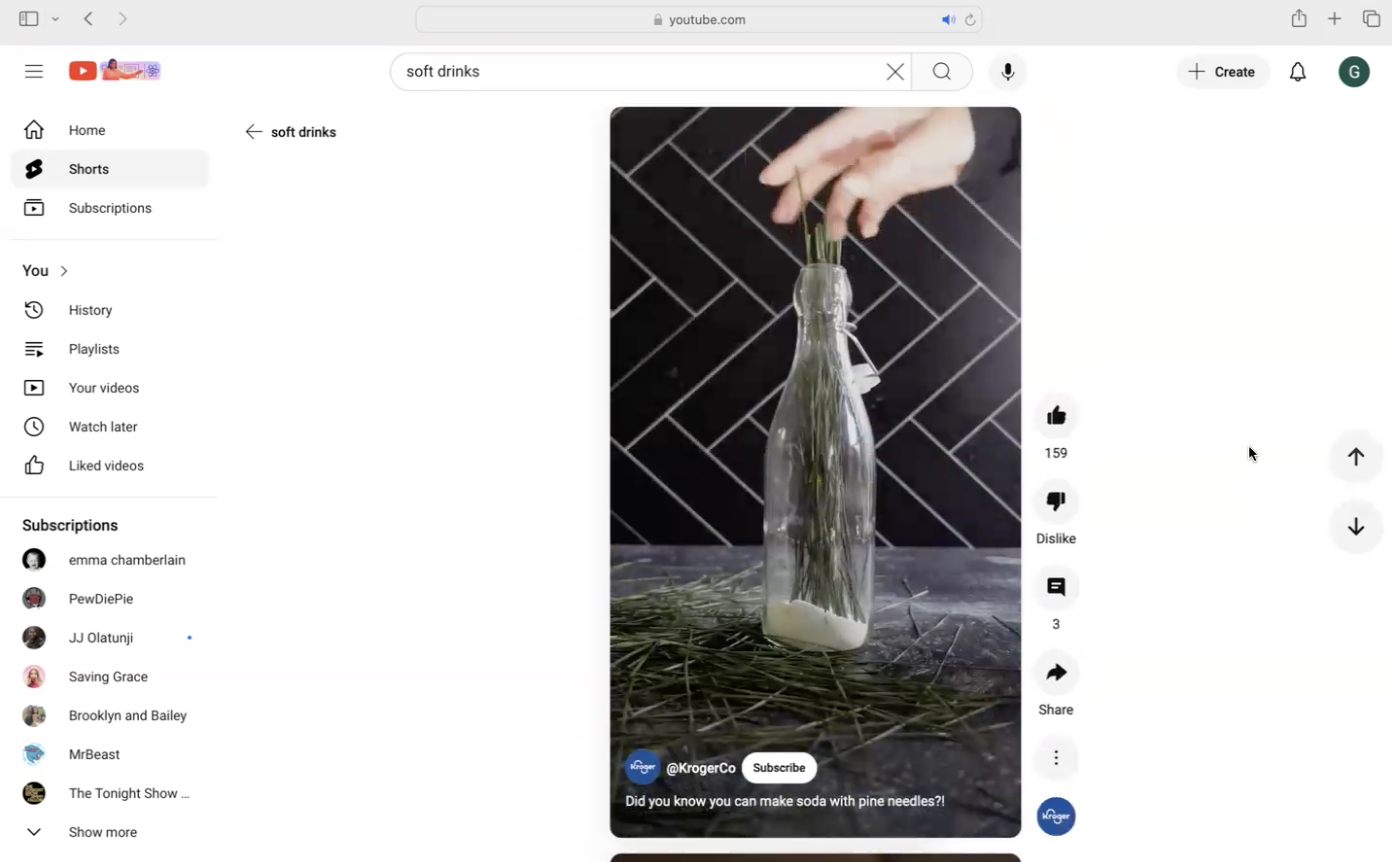 youtube.com
soft drinks
Create
G
Home
Shorts
Subscriptions
soft drinks
You
History
Playlists
Your videos
Watch later
Liked videos
Subscriptions
emma chamberlain
PewDiePie
JJ Olatunji
Saving Grace
Brooklyn and Bailey
MrBeast
The Tonight Show ...
Show more
159
Dislike
3
Share
Kroger
@KrogerCo
Subscribe
Did you know you can make soda with pine needles?!
Kroger